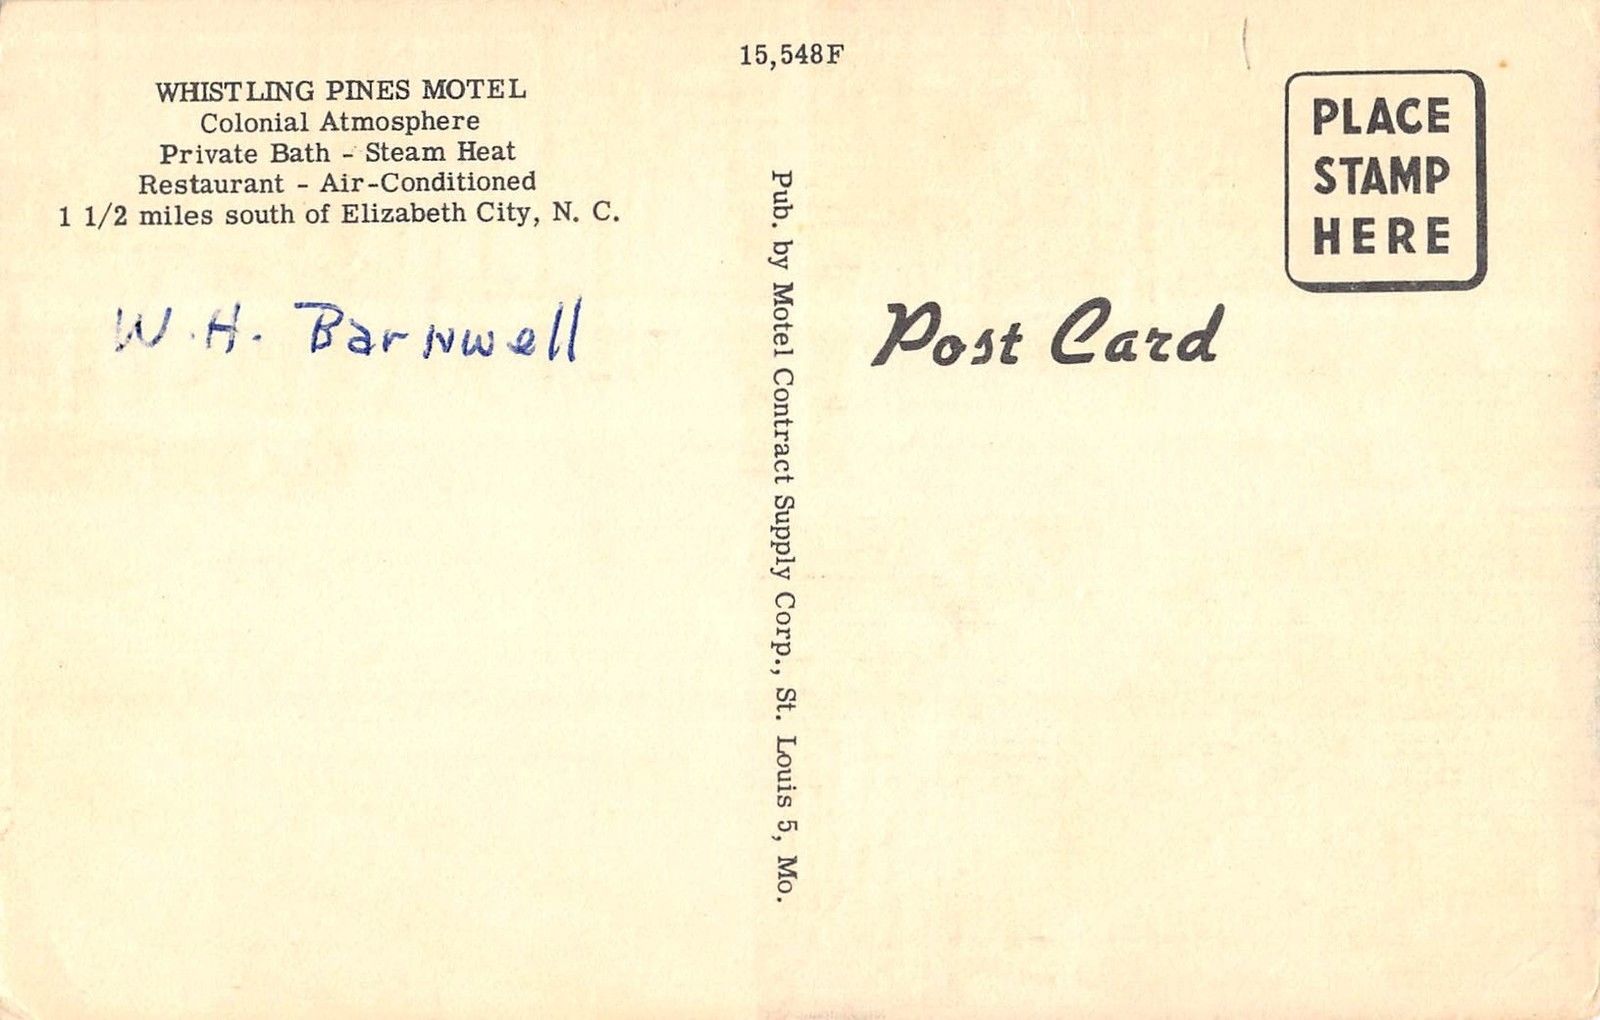 15,548F
WHISTLING PINES MOTEL
Colonial Atmosphere
Private Bath - Steam Heat
Restaurant - Air-Conditioned
1 1/2 miles south of Elizabeth City, N. C.
W. H. Barnwell
Pub. by Motel Contract Supply Corp., St. Louis 5, Mo.
PLACE
STAMP
HERE
Post Card